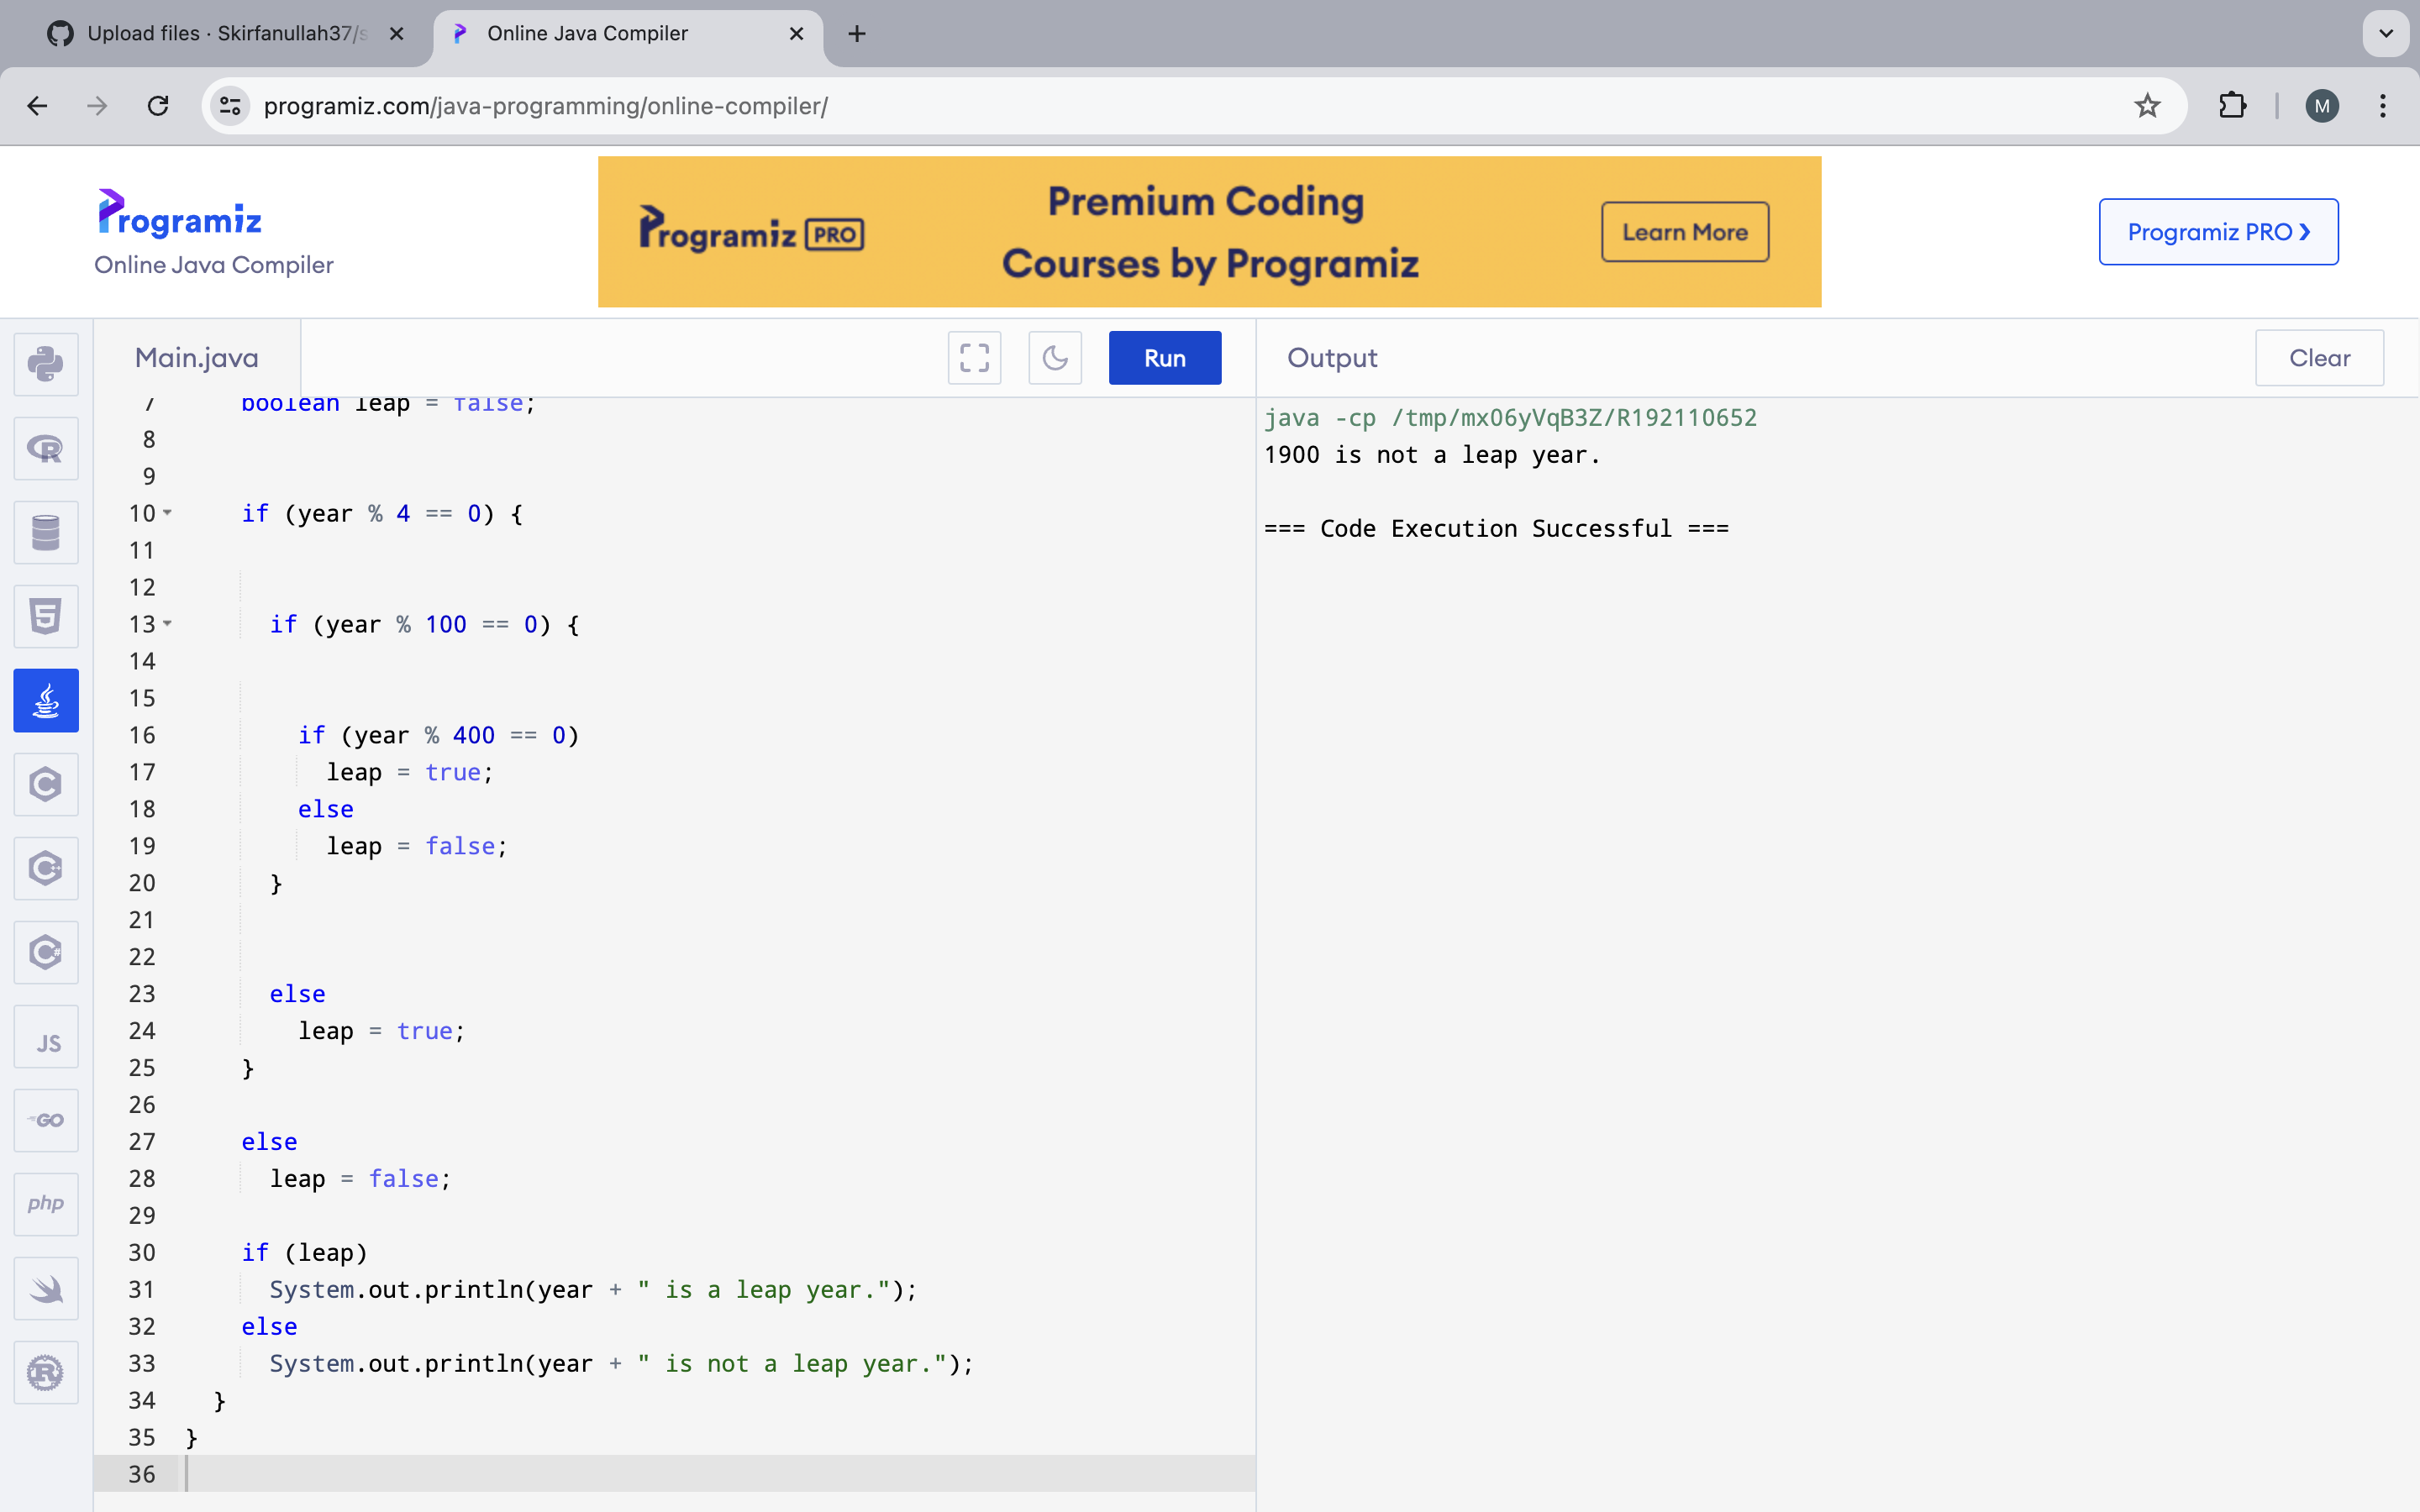 Upload files · Skirfanullah37/s
Online Java Compiler
programiz.com/java-programming/online-compiler/
M
Programiz
Online Java Compiler
Programiz PRO
Premium Coding
Courses by Programiz
Learn More
Programiz PRO ❯
Main.java
Run
Output
Clear
7 boolean leap = false;
8
9
10 if (year % 4 == 0) {
11
12
13 if (year % 100 == 0) {
14
15
16 if (year % 400 == 0)
17 leap = true;
18 else
19 leap = false;
20 }
21
22
23 else
24 leap = true;
25 }
26
27 else
28 leap = false;
29
30 if (leap)
31 System.out.println(year + " is a leap year.");
32 else
33 System.out.println(year + " is not a leap year.");
34 }
35 }
36
java -cp /tmp/mx06yVqB3Z/R192110652
1900 is not a leap year.
=== Code Execution Successful ===
R
5
C
C++
C#
JS
GO
php
R